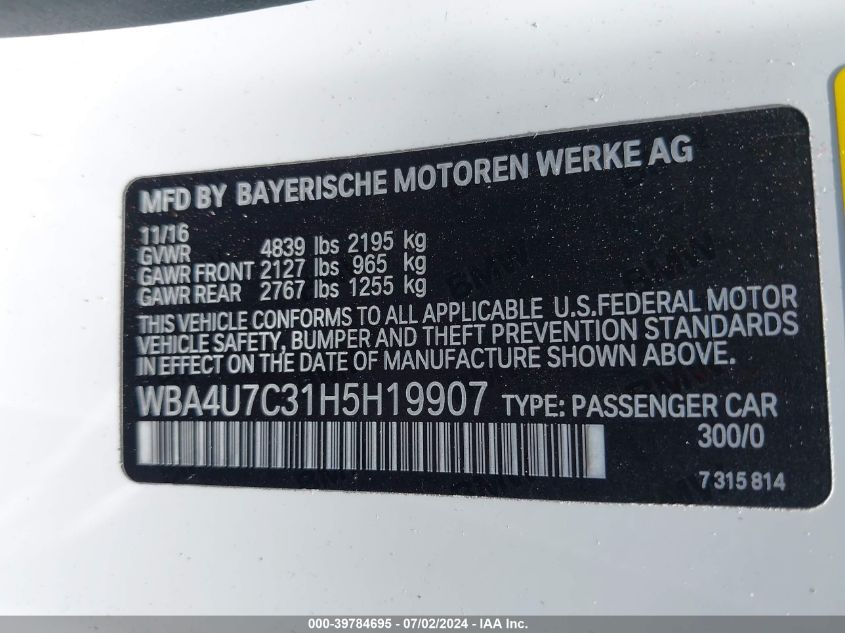 MFD BY BAYERISCHE MOTOREN WERKE AG
11/16
GVWR 4839 lbs 2195 kg
GAWR FRONT 2127 lbs 965 kg
GAWR REAR 2767 lbs 1255 kg
THIS VEHICLE CONFORMS TO ALL APPLICABLE U.S.FEDERAL MOTOR
VEHICLE SAFETY, BUMPER AND THEFT PREVENTION STANDARDS
IN EFFECT ON THE DATE OF MANUFACTURE SHOWN ABOVE.
WBA4U7C31H5H19907 TYPE: PASSENGER CAR
300/0
7 315 814
000-39784695 - 07/02/2024 - IAA Inc.